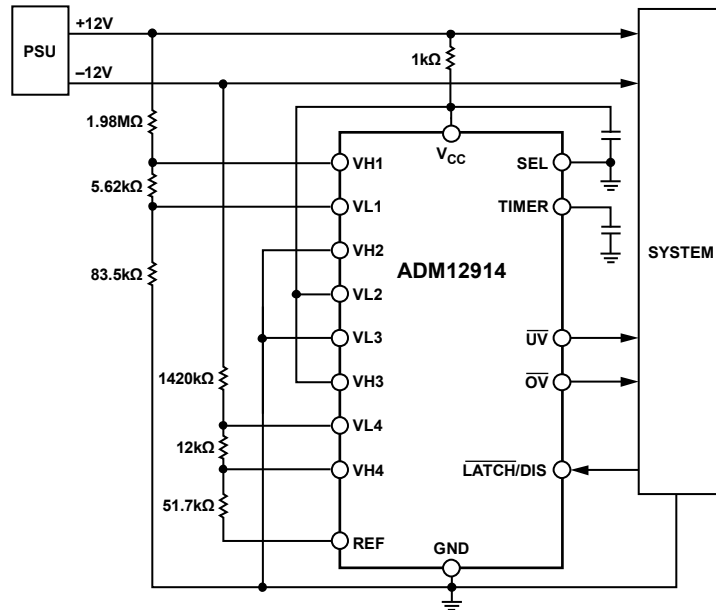 PSU
+12V
–12V
1kΩ
1.98MΩ
5.62kΩ
83.5kΩ
1420kΩ
12kΩ
51.7kΩ
VCC
VH1
VL1
VH2
VL2
VL3
VH3
VL4
VH4
REF
ADM12914
SEL
TIMER
UV
OV
LATCH/DIS
GND
SYSTEM